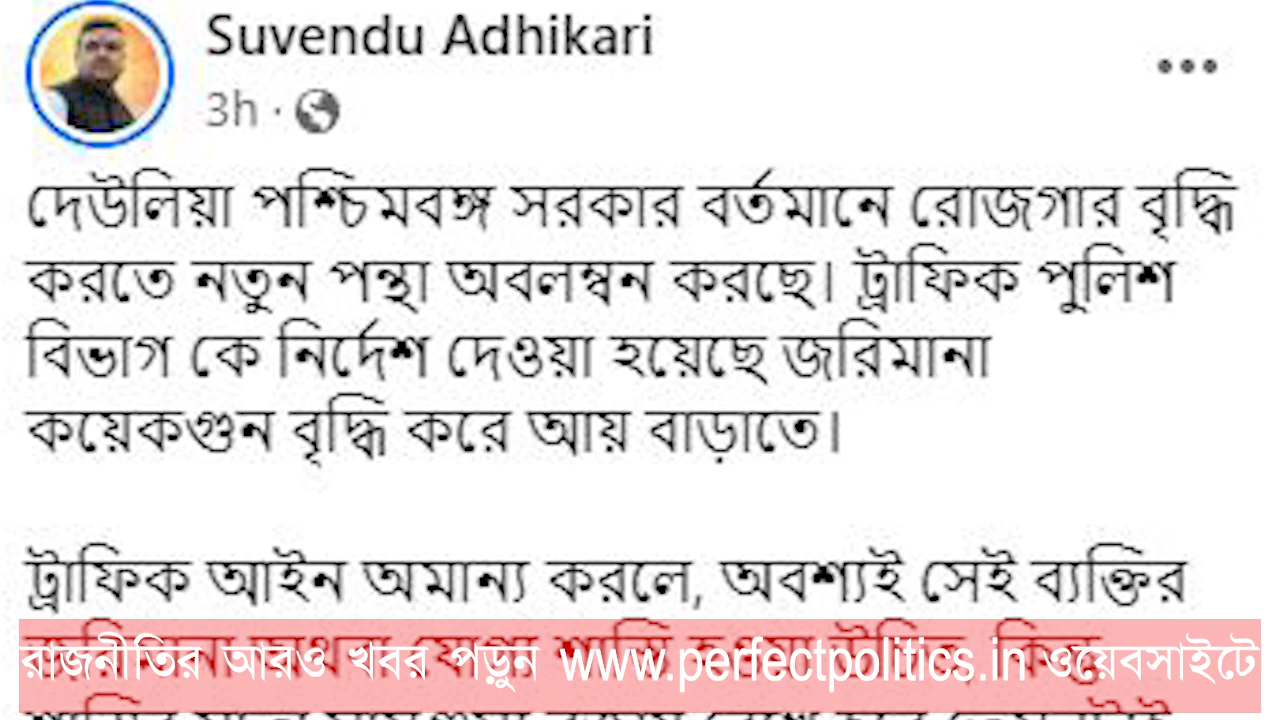 Suvendu Adhikari
3h ·
দেউলিয়া পশ্চিমবঙ্গ সরকার বর্তমানে রোজগার বৃদ্ধি
করতে নতুন পন্থা অবলম্বন করছে। ট্রাফিক পুলিশ
বিভাগ কে নির্দেশ দেওয়া হয়েছে জরিমানা
কয়েকগুন বৃদ্ধি করে আয় বাড়াতে।
ট্রাফিক আইন অমান্য করলে, অবশ্যই সেই ব্যক্তির
রাজনীতির আরও খবর পড়ুন www.perfectpolitics.in ওয়েবসাইটে